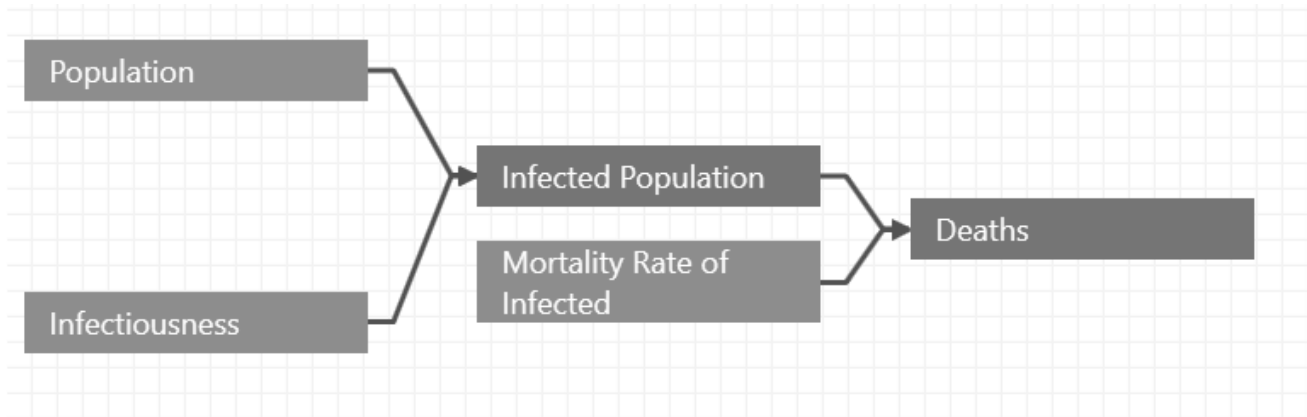 Population
Infected Population
Deaths
Mortality Rate of
Infected
Infectiousness